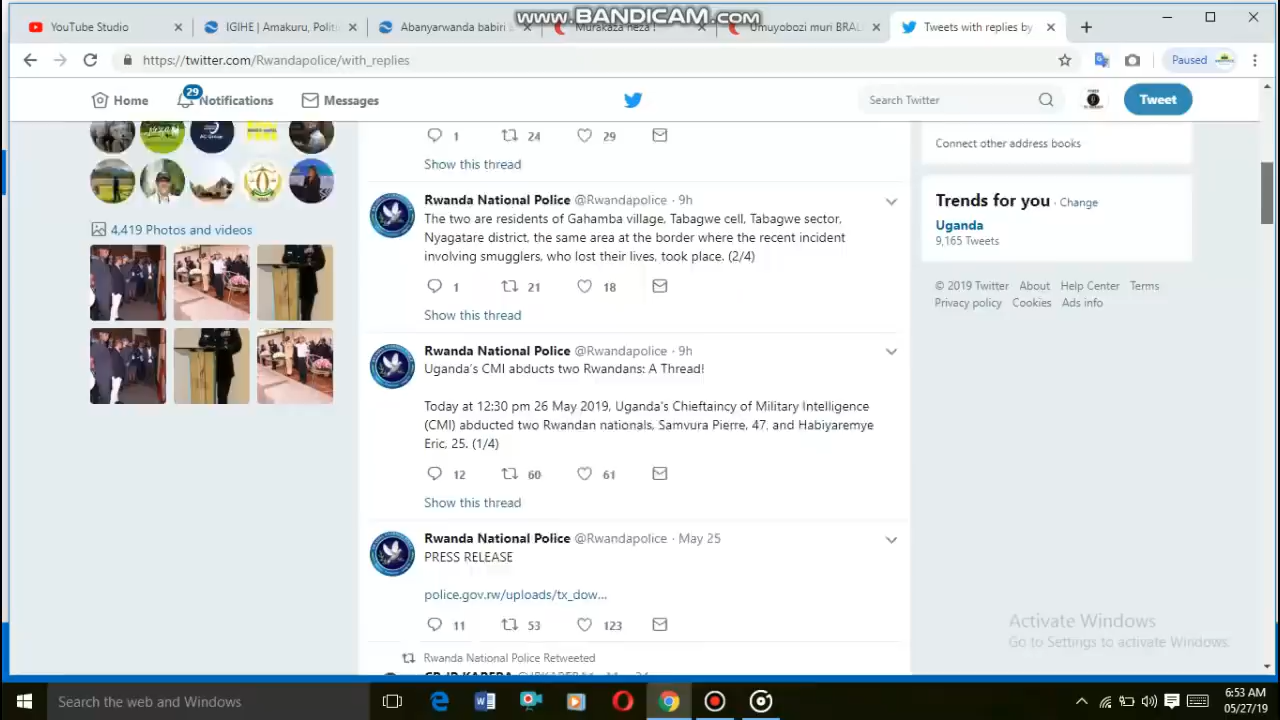 www.BANDICAM.com
YouTube Studio
IGIHE | Amakuru, Politi
Abanyarwanda babiri
Murakaza neza !
Umuyobozi muri BRAL
Tweets with replies by
https://twitter.com/Rwandapolice/with_replies
Paused
Home
29
Notifications
Messages
Search Twitter
Tweet
1 24 29
Show this thread
Connect other address books
Trends for you · Change
Uganda
9,165 Tweets
© 2019 Twitter About Help Center Terms
Privacy policy Cookies Ads info
4,419 Photos and videos
Rwanda National Police @Rwandapolice · 9h
The two are residents of Gahamba village, Tabagwe cell, Tabagwe sector,
Nyagatare district, the same area at the border where the recent incident
involving smugglers, who lost their lives, took place. (2/4)
1 21 18
Show this thread
Rwanda National Police @Rwandapolice · 9h
Uganda's CMI abducts two Rwandans: A Thread!
Today at 12:30 pm 26 May 2019, Uganda's Chieftaincy of Military Intelligence
(CMI) abducted two Rwandan nationals, Samvura Pierre, 47, and Habiyaremye
Eric, 25. (1/4)
12 60 61
Show this thread
Rwanda National Police @Rwandapolice · May 25
PRESS RELEASE
police.gov.rw/uploads/tx_dow...
11 53 123
Rwanda National Police Retweeted
Activate Windows
Go to Settings to activate Windows.
Search the web and Windows
6:53 AM
05/27/19